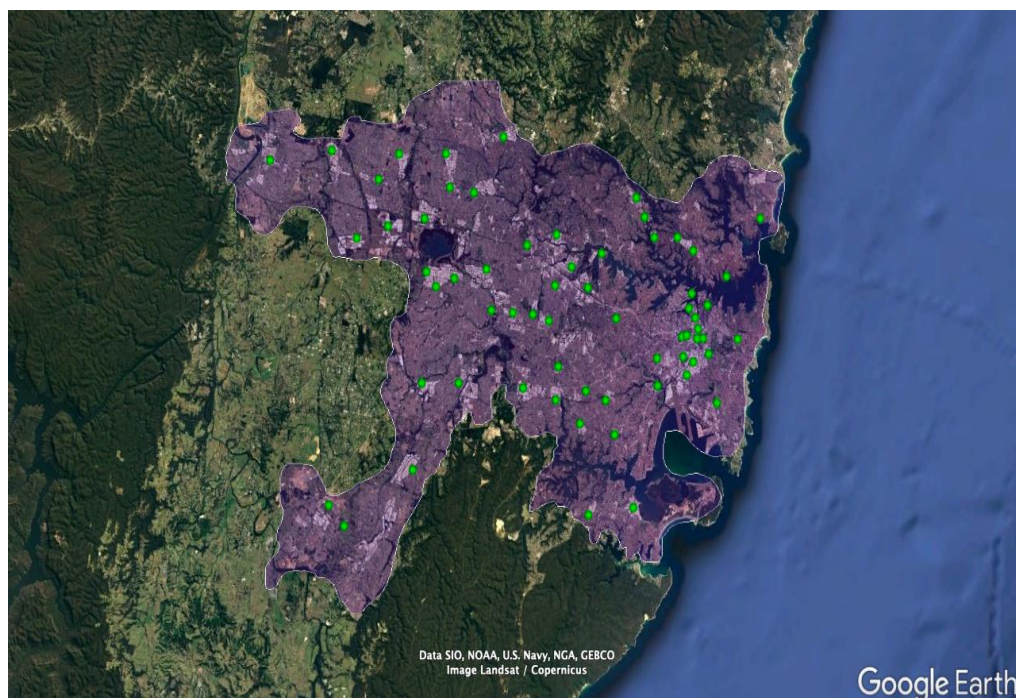 Data SIO, NOAA, U.S. Navy, NGA, GEBCO
Image Landsat / Copernicus
Google Earth